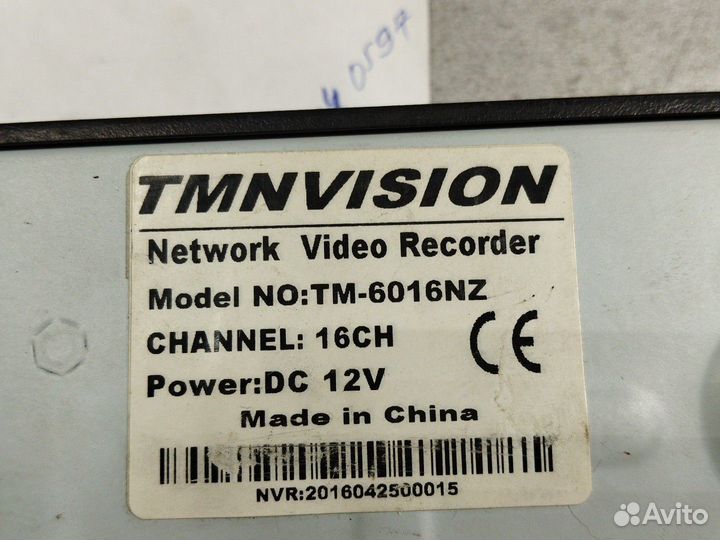 и 0597
TMNVISION
Network Video Recorder
Model NO:TM-6016NZ
CHANNEL: 16CH
Power:DC 12V
CE
Made in China
NVR:2016042500015
Avito